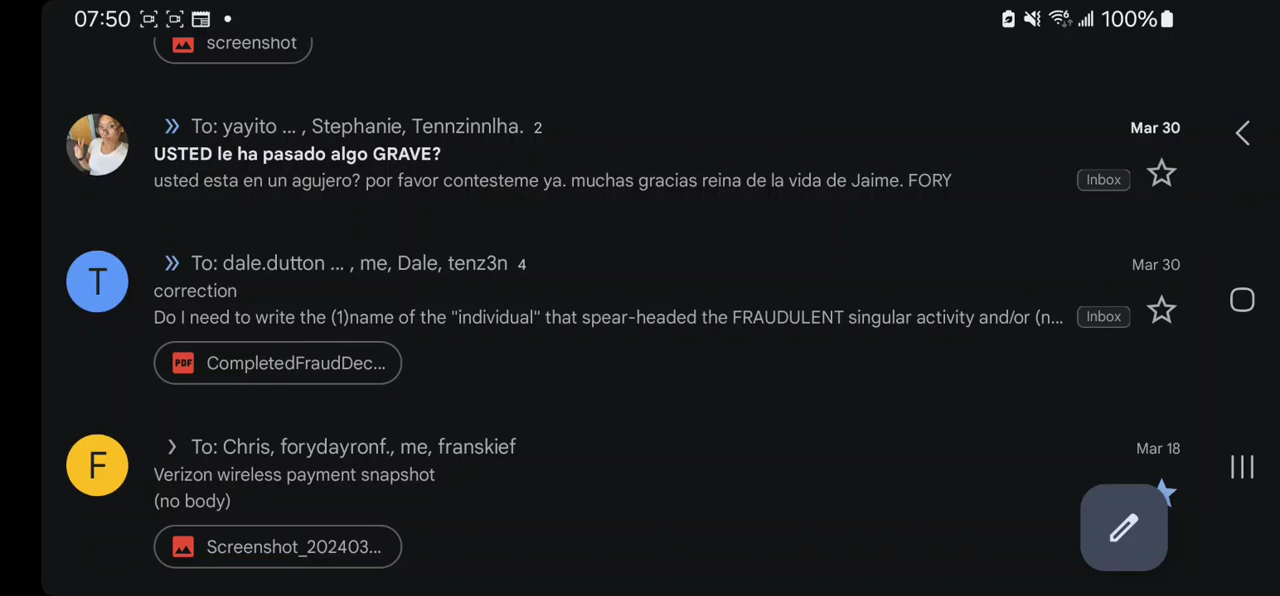 07:50 100%
screenshot
To: yayito ... , Stephanie, Tennzinnlha. 2
Mar 30
USTED le ha pasado algo GRAVE?
usted esta en un agujero? por favor contesteme ya. muchas gracias reina de la vida de Jaime. FORY
Inbox
T
To: dale.dutton ... , me, Dale, tenz3n 4
Mar 30
correction
Do I need to write the (1)name of the "individual" that spear-headed the FRAUDULENT singular activity and/or (n...
Inbox
PDF CompletedFraudDec...
F
To: Chris, forydayronf., me, franskief
Mar 18
Verizon wireless payment snapshot
(no body)
Screenshot_202403...